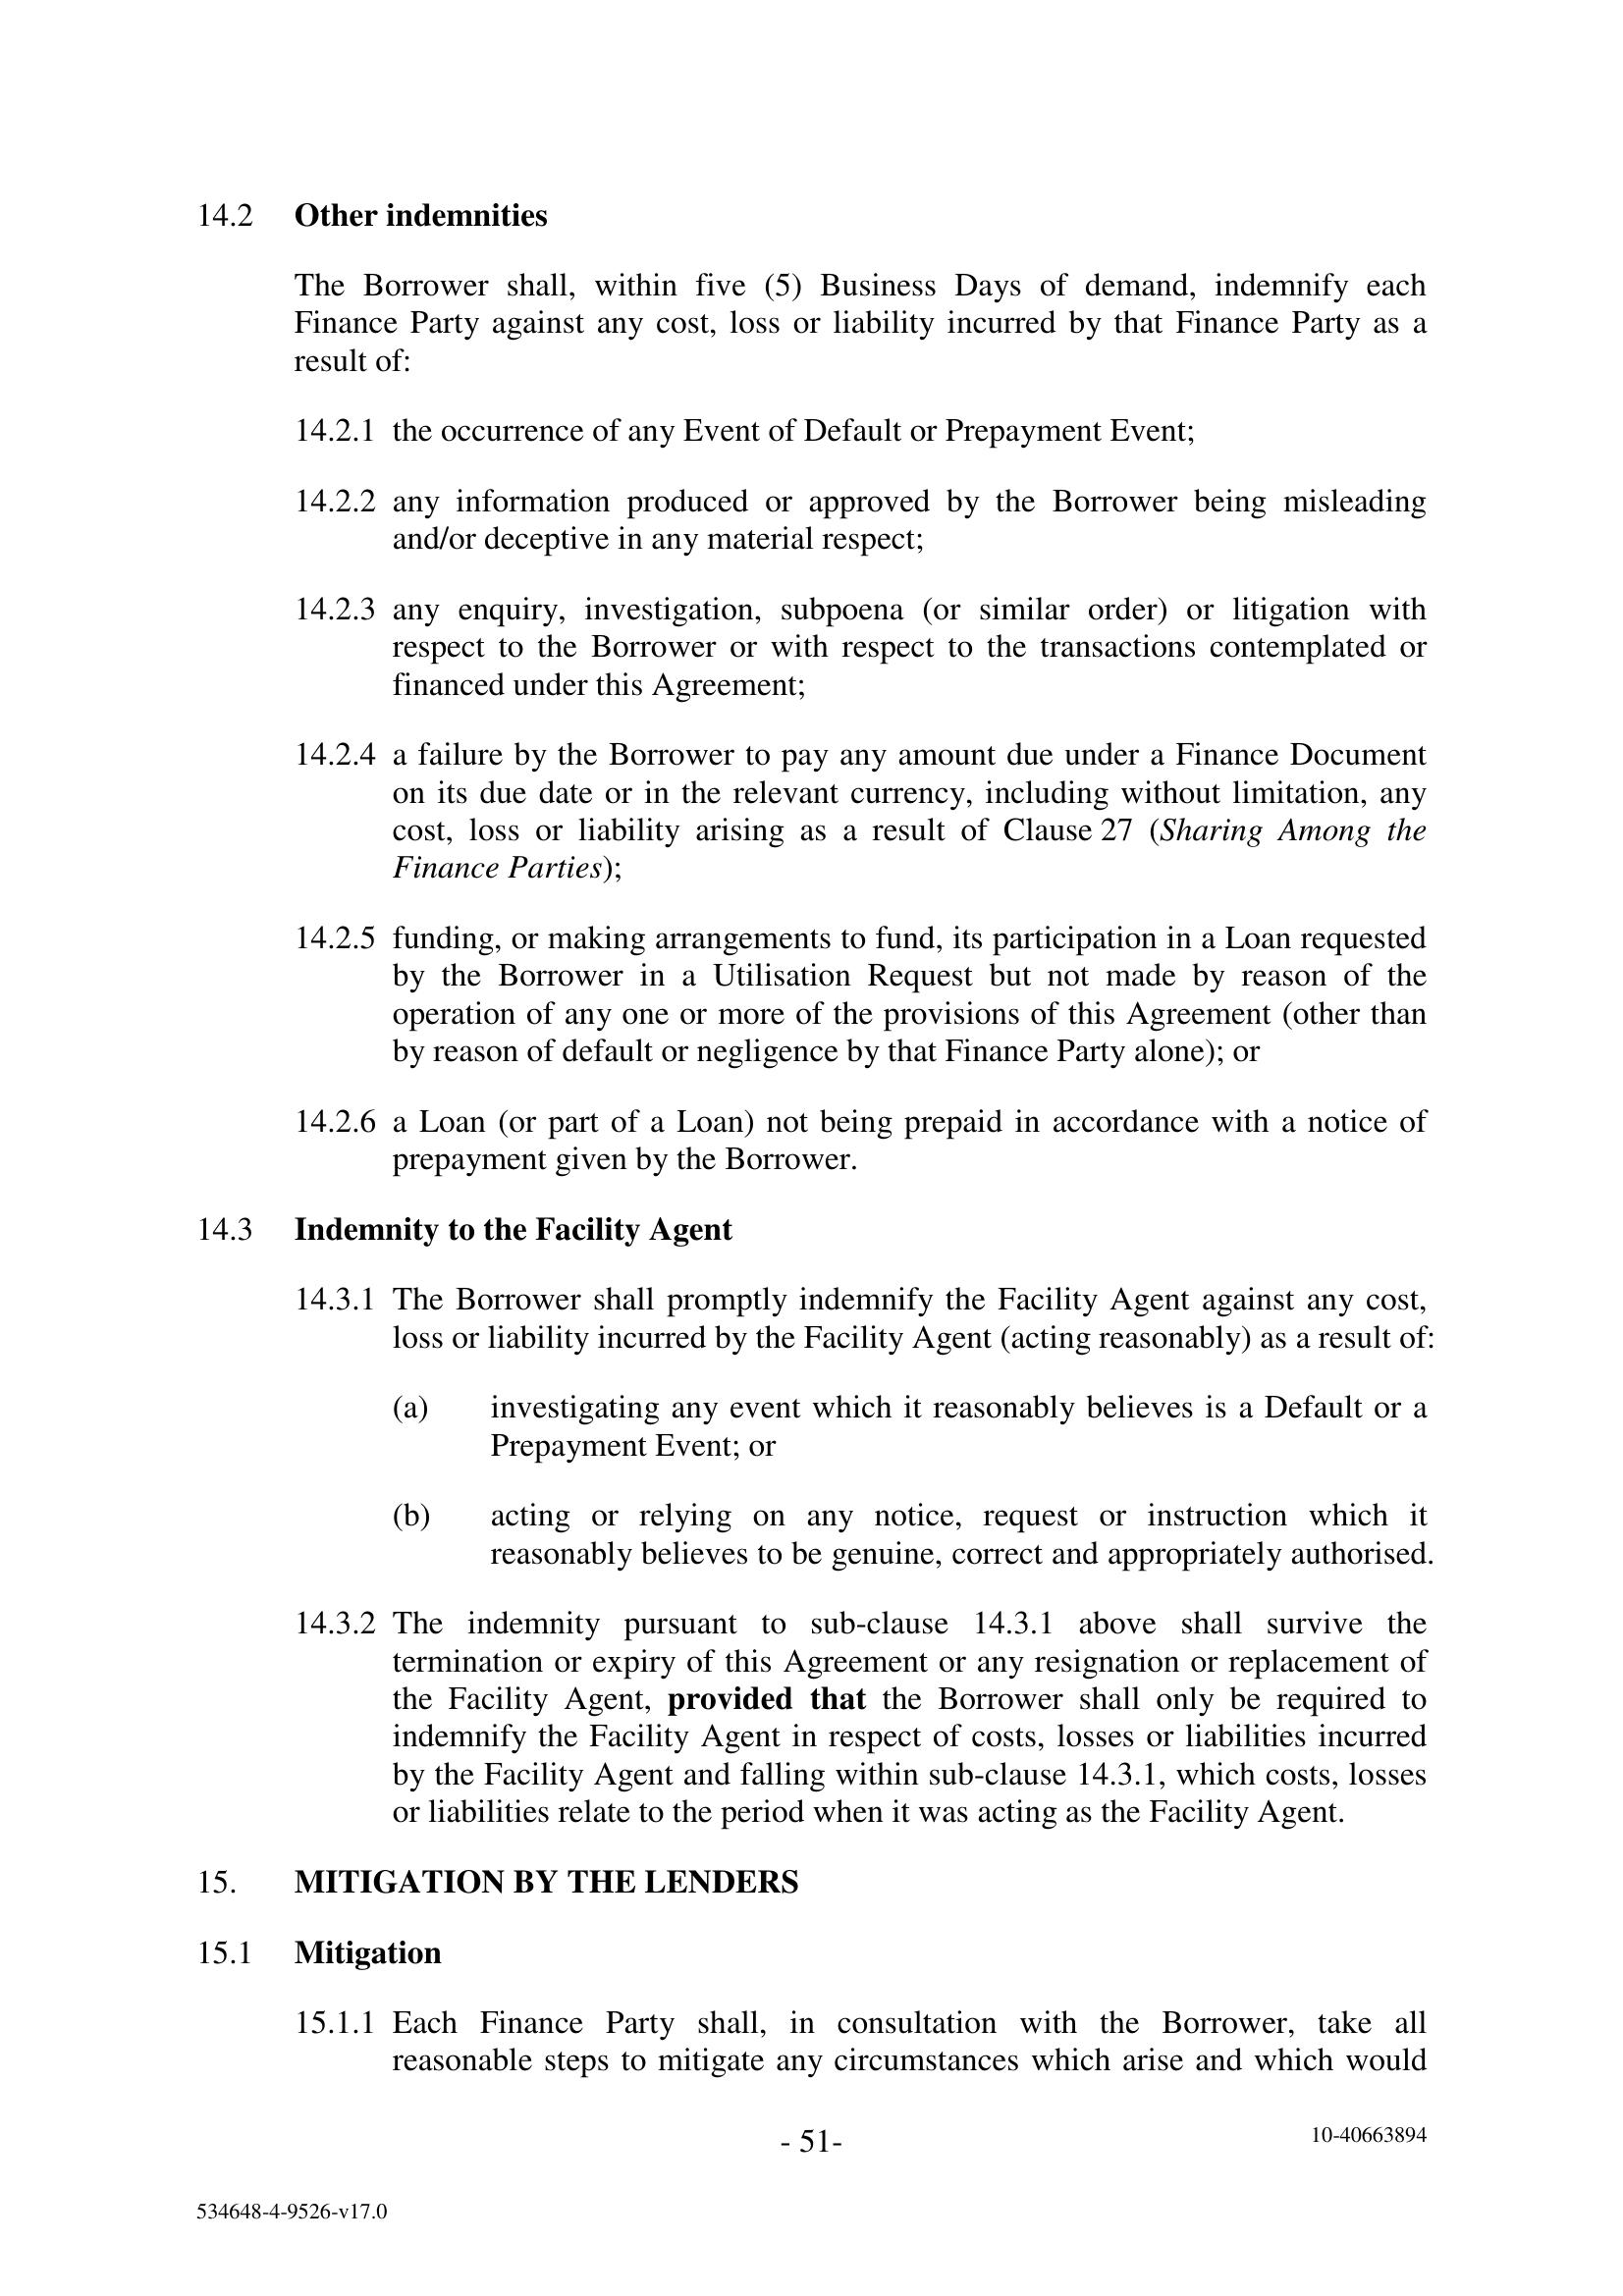 14.2 Other indemnities
The Borrower shall, within five (5) Business Days of demand, indemnify each
Finance Party against any cost, loss or liability incurred by that Finance Party as a
result of:
14.2.1 the occurrence of any Event of Default or Prepayment Event;
14.2.2 any information produced or approved by the Borrower being misleading
and/or deceptive in any material respect;
14.2.3 any enquiry, investigation, subpoena (or similar order) or litigation with
respect to the Borrower or with respect to the transactions contemplated or
financed under this Agreement;
14.2.4 a failure by the Borrower to pay any amount due under a Finance Document
on its due date or in the relevant currency, including without limitation, any
cost, loss or liability arising as a result of Clause 27 (Sharing Among the
Finance Parties);
14.2.5 funding, or making arrangements to fund, its participation in a Loan requested
by the Borrower in a Utilisation Request but not made by reason of the
operation of any one or more of the provisions of this Agreement (other than
by reason of default or negligence by that Finance Party alone); or
14.2.6 a Loan (or part of a Loan) not being prepaid in accordance with a notice of
prepayment given by the Borrower.
14.3 Indemnity to the Facility Agent
14.3.1 The Borrower shall promptly indemnify the Facility Agent against any cost,
loss or liability incurred by the Facility Agent (acting reasonably) as a result of:
(a) investigating any event which it reasonably believes is a Default or a
Prepayment Event; or
(b) acting or relying on any notice, request or instruction which it
reasonably believes to be genuine, correct and appropriately authorised.
14.3.2 The indemnity pursuant to sub-clause 14.3.1 above shall survive the
termination or expiry of this Agreement or any resignation or replacement of
the Facility Agent, provided that the Borrower shall only be required to
indemnify the Facility Agent in respect of costs, losses or liabilities incurred
by the Facility Agent and falling within sub-clause 14.3.1, which costs, losses
or liabilities relate to the period when it was acting as the Facility Agent.
15. MITIGATION BY THE LENDERS
15.1 Mitigation
15.1.1 Each Finance Party shall, in consultation with the Borrower, take all
reasonable steps to mitigate any circumstances which arise and which would
- 51-
10-40663894
534648-4-9526-v17.0